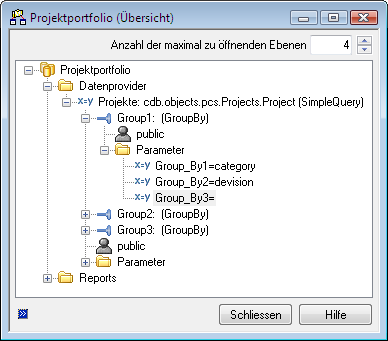 Projektportfolio (Übersicht)
Anzahl der maximal zu öffnenden Ebenen 4
Projektportfolio
Datenprovider
x=y Projekte: cdb.objects.pcs.Projects.Project (SimpleQuery)
Group1: (GroupBy)
public
Parameter
x=y Group_By1=category
x=y Group_By2=devision
x=y Group_By3=
Group2: (GroupBy)
Group3: (GroupBy)
public
Parameter
Reports
Schliessen Hilfe